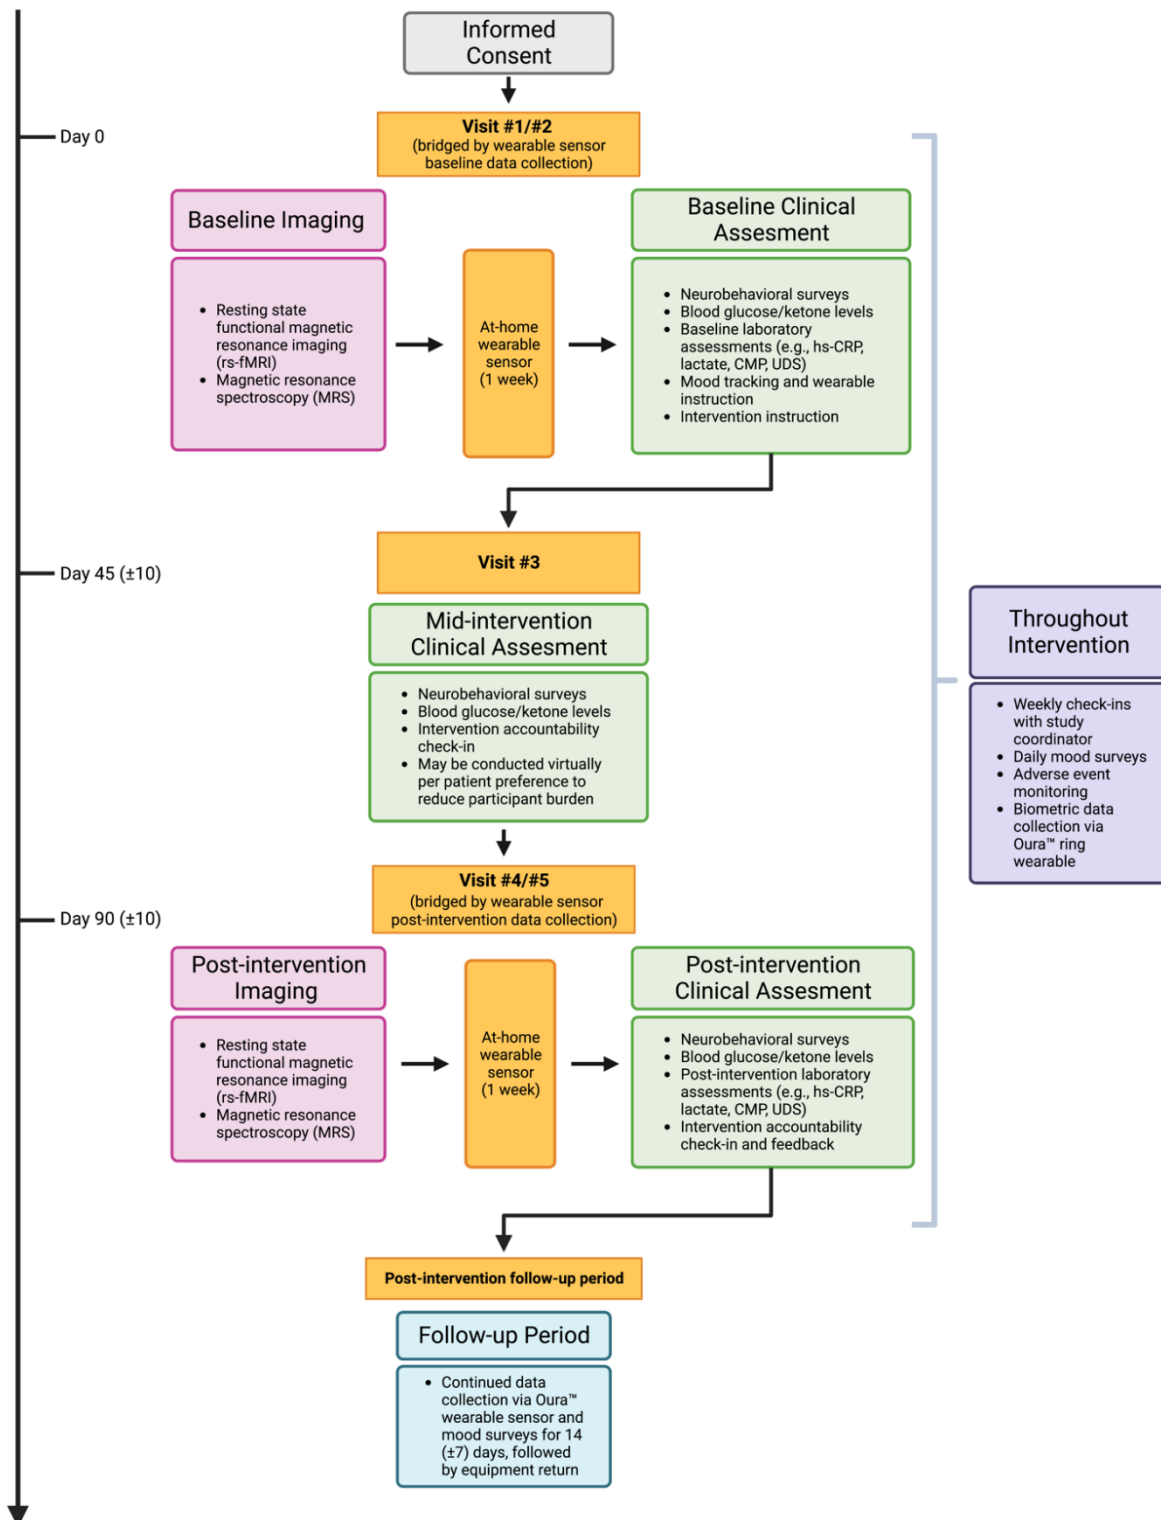 Informed
Consent
Day 0
Visit #1/#2
(bridged by wearable sensor
baseline data collection)
Baseline Imaging
• Resting state
functional magnetic
resonance imaging
(rs-fMRI)
• Magnetic resonance
spectroscopy (MRS)
At-home
wearable
sensor
(1 week)
Baseline Clinical
Assesment
• Neurobehavioral surveys
• Blood glucose/ketone levels
• Baseline laboratory
assessments (e.g., hs-CRP,
lactate, CMP, UDS)
• Mood tracking and wearable
instruction
• Intervention instruction
Day 45 (±10)
Visit #3
Mid-intervention
Clinical Assesment
• Neurobehavioral surveys
• Blood glucose/ketone levels
• Intervention accountability
check-in
• May be conducted virtually
per patient preference to
reduce participant burden
Throughout
Intervention
• Weekly check-ins
with study
coordinator
• Daily mood surveys
• Adverse event
monitoring
• Biometric data
collection via
Oura™ ring
wearable
Day 90 (±10)
Visit #4/#5
(bridged by wearable sensor
post-intervention data collection)
Post-intervention
Imaging
• Resting state
functional magnetic
resonance imaging
(rs-fMRI)
• Magnetic resonance
spectroscopy (MRS)
At-home
wearable
sensor
(1 week)
Post-intervention
Clinical Assesment
• Neurobehavioral surveys
• Blood glucose/ketone levels
• Post-intervention laboratory
assessments (e.g., hs-CRP,
lactate, CMP, UDS)
• Intervention accountability
check-in and feedback
Post-intervention follow-up period
Follow-up Period
• Continued data
collection via Oura™
wearable sensor and
mood surveys for 14
(±7) days, followed
by equipment return